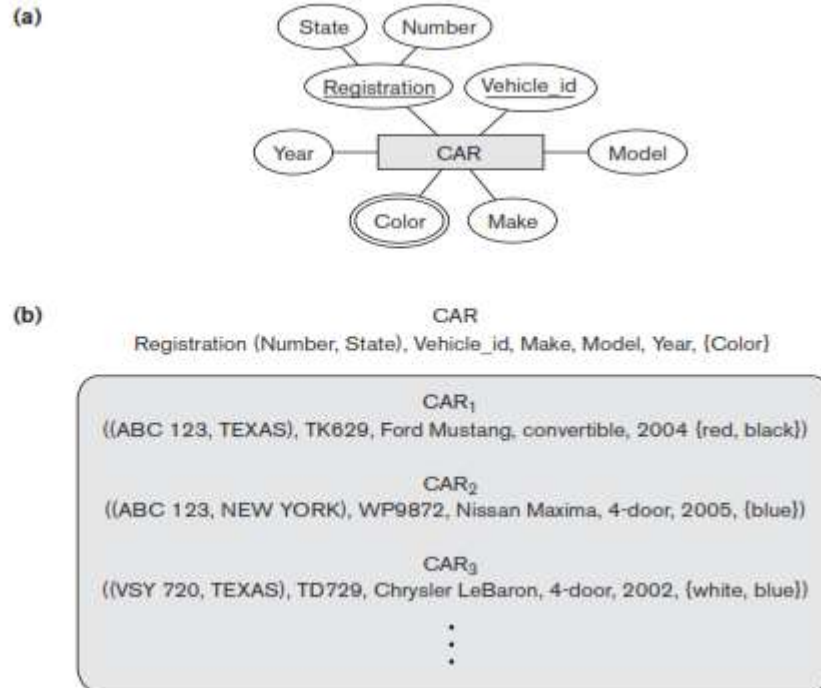 (a)
State
Number
Registration
Vehicle_id
Year
CAR
Model
Color
Make
(b)
CAR
Registration (Number, State), Vehicle_id, Make, Model, Year, {Color}
CAR₁
((ABC 123, TEXAS), TK629, Ford Mustang, convertible, 2004 {red, black})
CAR₂
((ABC 123, NEW YORK), WP9872, Nissan Maxima, 4-door, 2005, {blue})
CAR₃
((VSY 720, TEXAS), TD729, Chrysler LeBaron, 4-door, 2002, {white, blue})